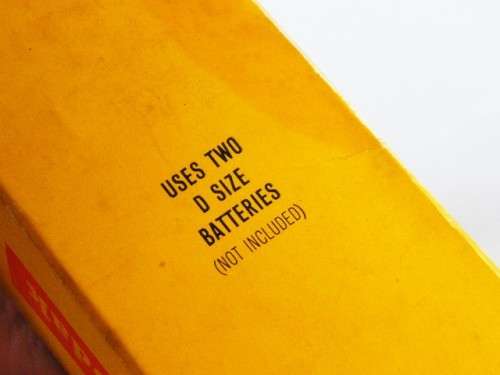 USES TWO
D SIZE
BATTERIES
(NOT INCLUDED)